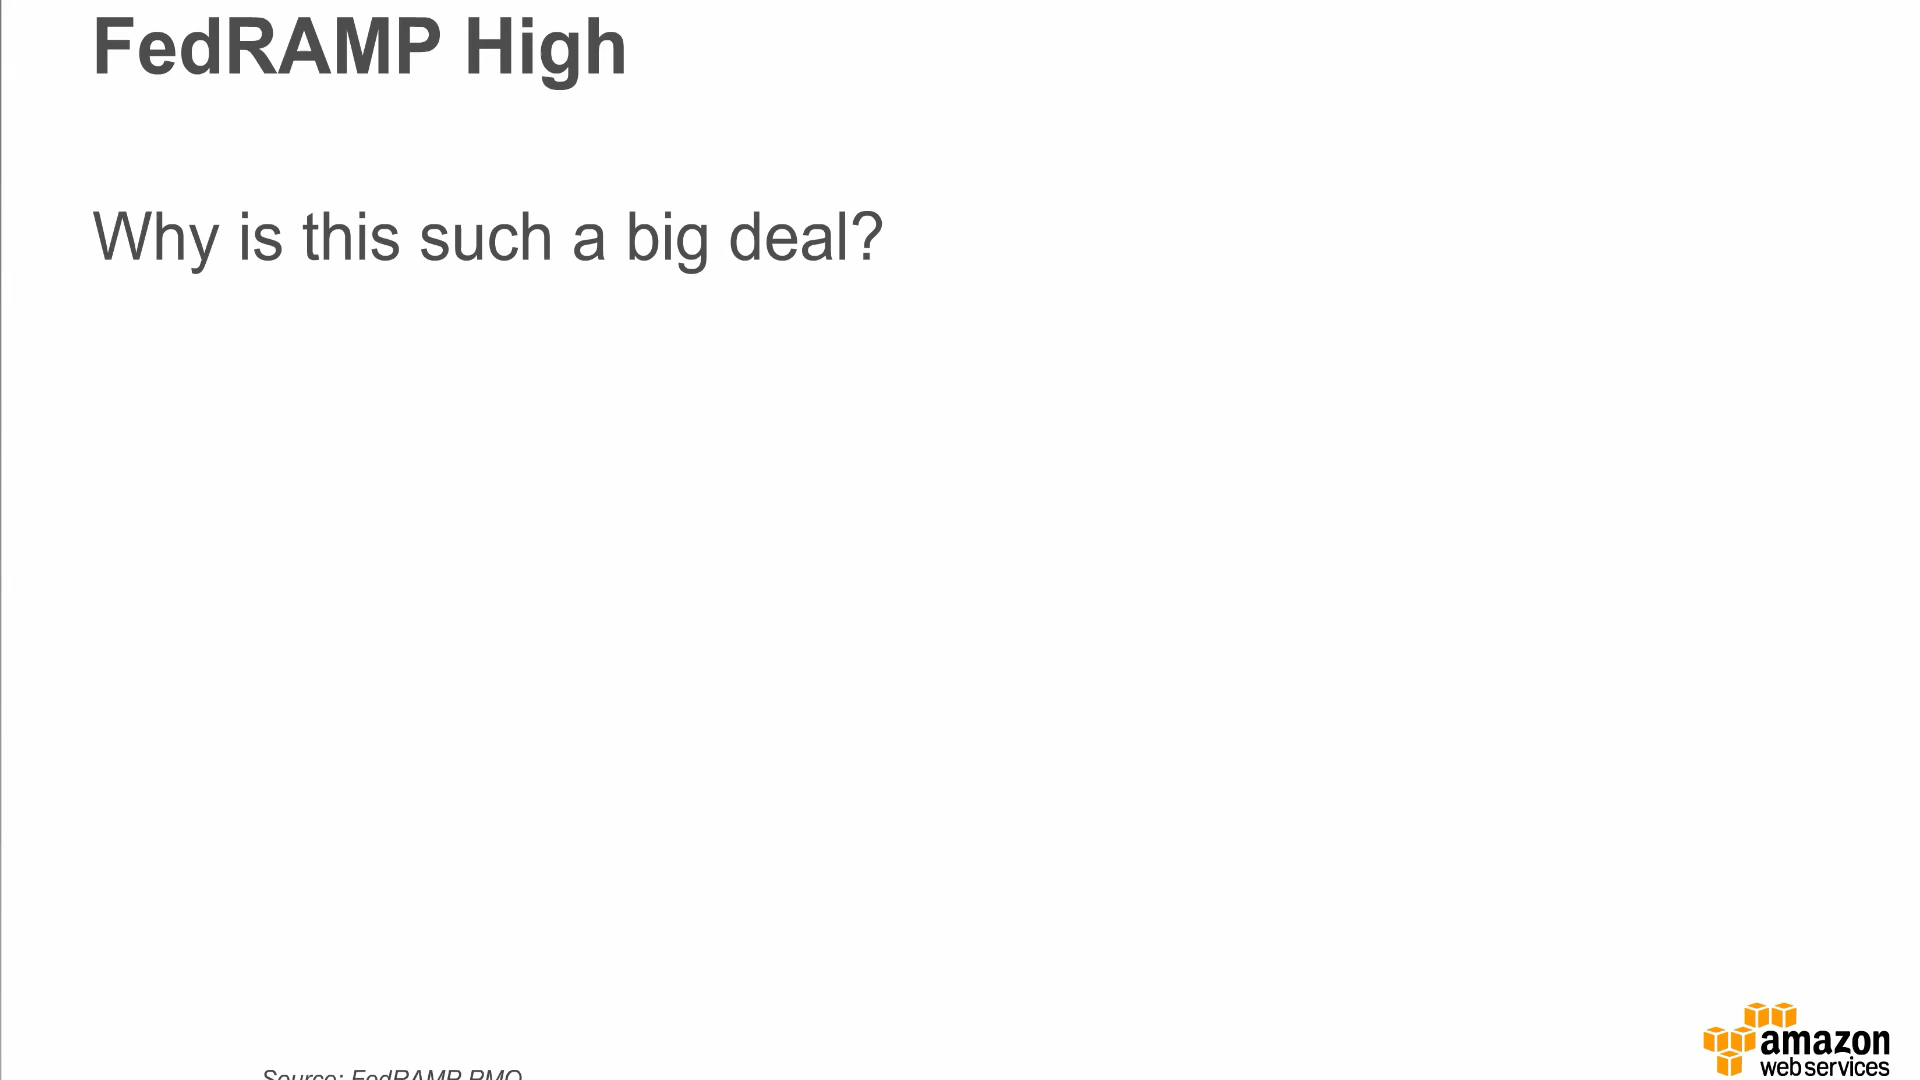 FedRAMP High
Why is this such a big deal?
Source: FedRAMP PMO
amazon
web services